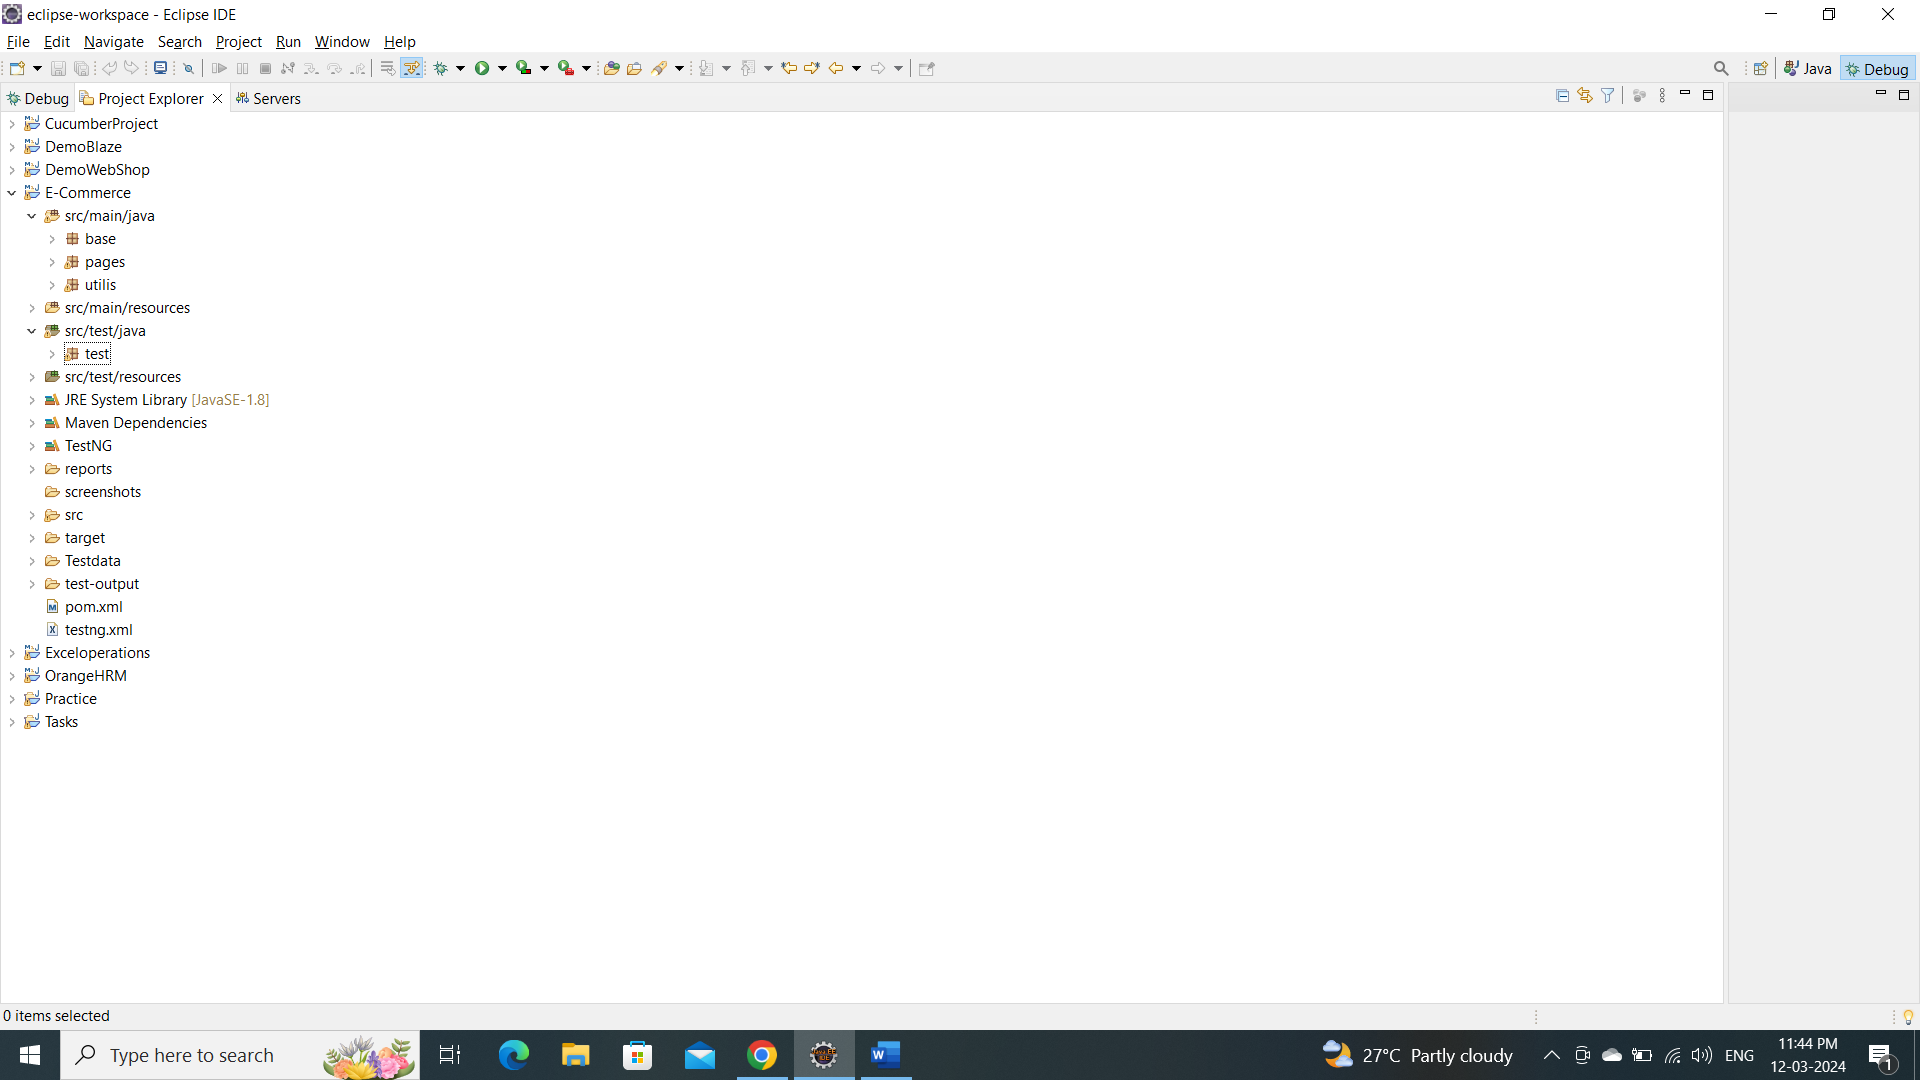 eclipse-workspace - Eclipse IDE
File Edit Navigate Search Project Run Window Help
Java Debug
Debug Project Explorer Servers
CucumberProject
DemoBlaze
DemoWebShop
E-Commerce
src/main/java
base
pages
utilis
src/main/resources
src/test/java
test
src/test/resources
JRE System Library [JavaSE-1.8]
Maven Dependencies
TestNG
reports
screenshots
src
target
Testdata
test-output
pom.xml
testng.xml
Exceloperations
OrangeHRM
Practice
Tasks
0 items selected
Type here to search
27°C Partly cloudy
ENG
11:44 PM
12-03-2024
1